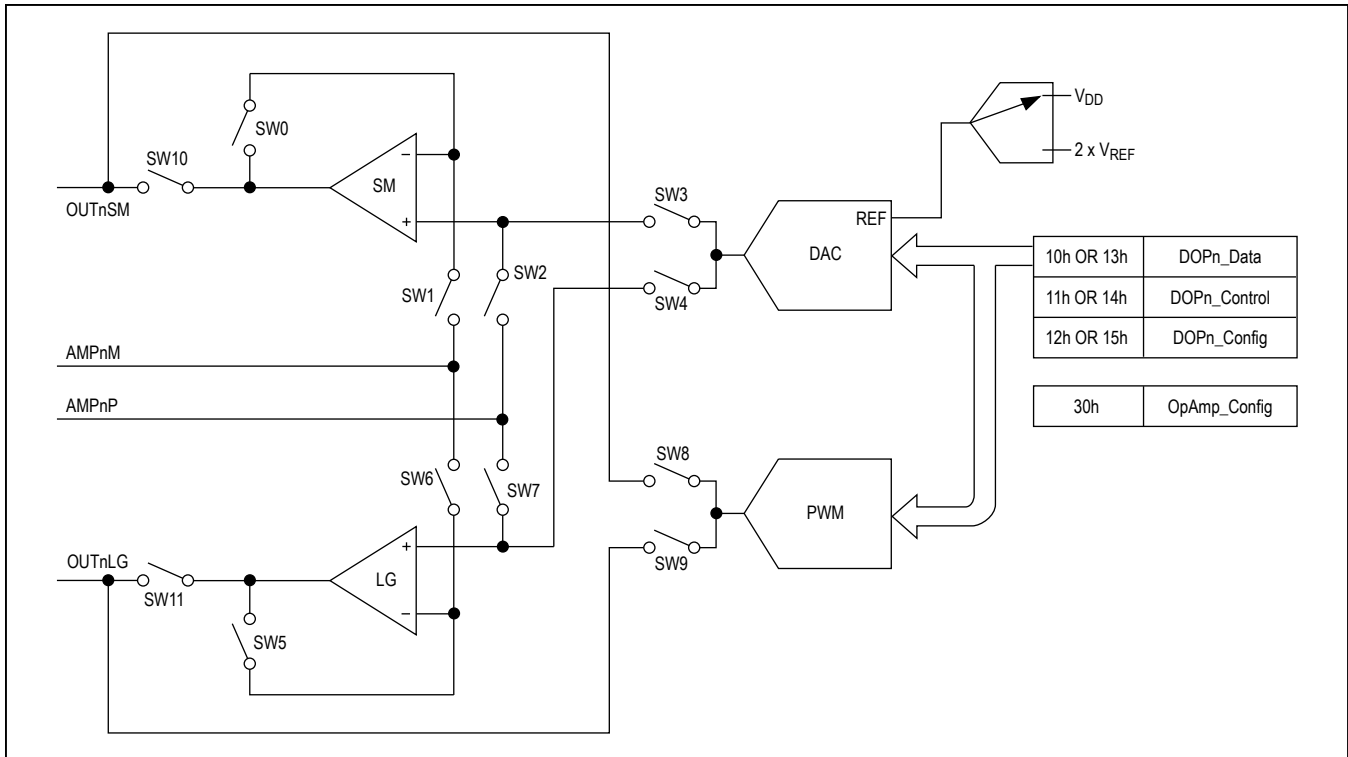 V_DD
2 x V_REF
SW0
SW10
OUTnSM
SM
−
+
SW3
SW4
REF
DAC
10h OR 13h DOPn_Data
11h OR 14h DOPn_Control
12h OR 15h DOPn_Config
30h OpAmp_Config
SW1
SW2
AMPnM
AMPnP
SW6
SW7
SW8
SW9
PWM
OUTnLG
SW11
LG
+
−
SW5